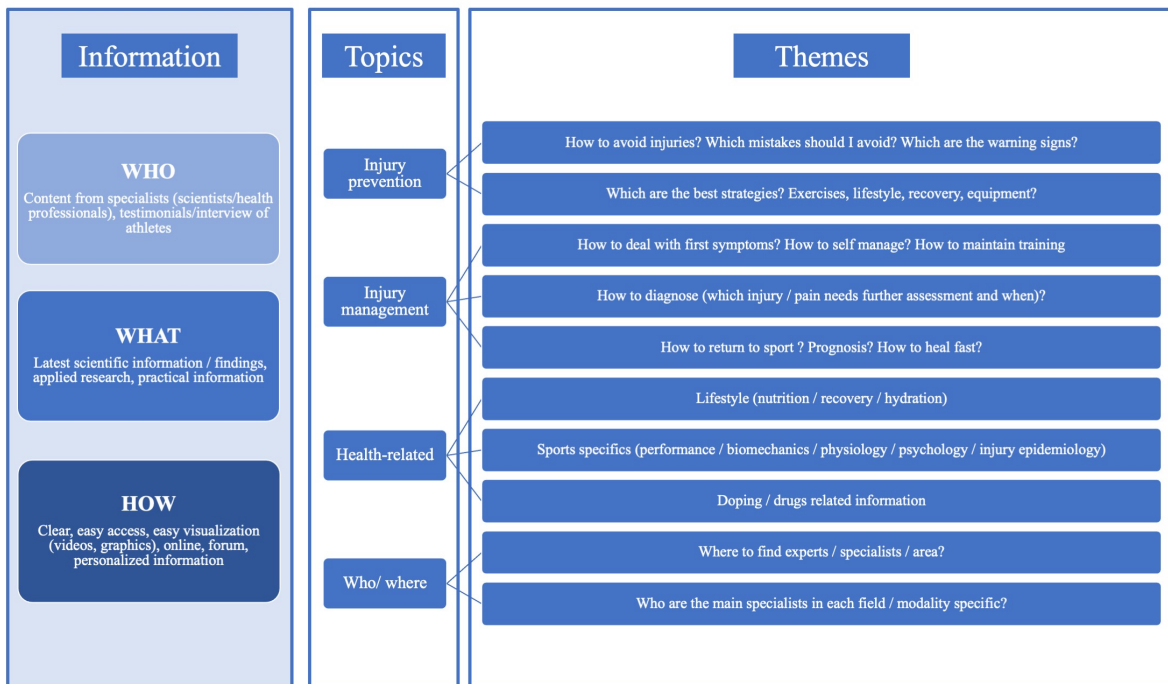 Information
WHO
Content from specialists (scientists/health
professionals), testimonials/interview of
athletes
WHAT
Latest scientific information / findings,
applied research, practical information
HOW
Clear, easy access, easy visualization
(videos, graphics), online, forum,
personalized information
Topics
Injury
prevention
Injury
management
Health-related
Who/ where
Themes
How to avoid injuries? Which mistakes should I avoid? Which are the warning signs?
Which are the best strategies? Exercises, lifestyle, recovery, equipment?
How to deal with first symptoms? How to self manage? How to maintain training
How to diagnose (which injury / pain needs further assessment and when)?
How to return to sport ? Prognosis? How to heal fast?
Lifestyle (nutrition / recovery / hydration)
Sports specifics (performance / biomechanics / physiology / psychology / injury epidemiology)
Doping / drugs related information
Where to find experts / specialists / area?
Who are the main specialists in each field / modality specific?